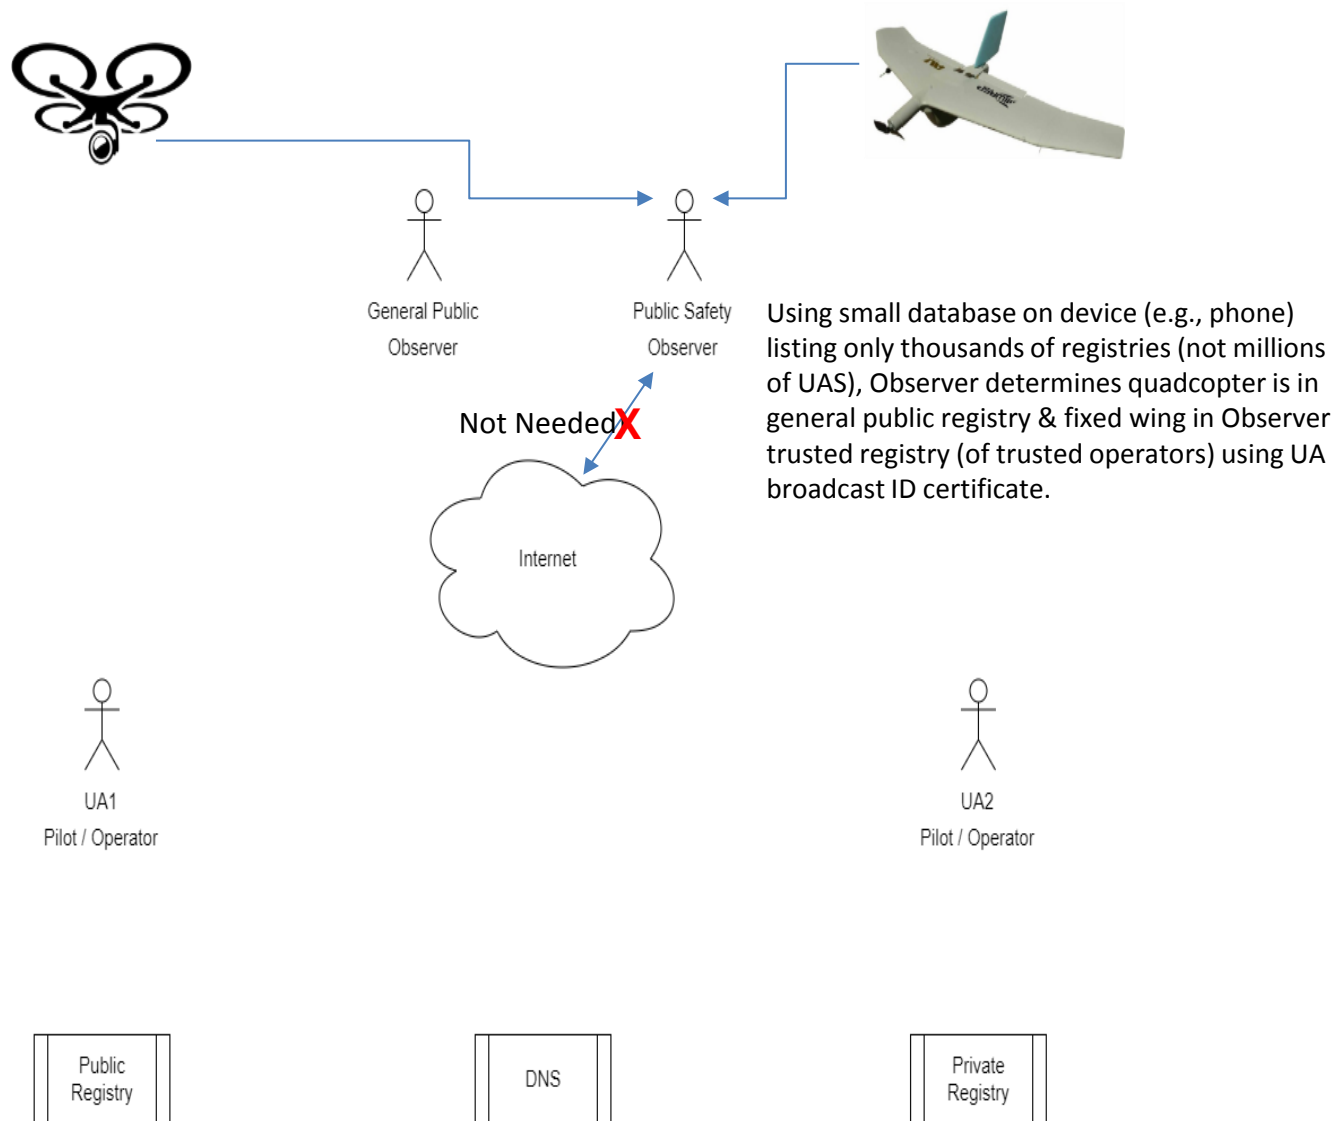 General Public
Observer
Public Safety
Observer
Using small database on device (e.g., phone)
listing only thousands of registries (not millions
of UAS), Observer determines quadcopter is in
general public registry & fixed wing in Observer
trusted registry (of trusted operators) using UA
broadcast ID certificate.
Not Needed
X
Internet
UA1
Pilot / Operator
UA2
Pilot / Operator
Public
Registry
DNS
Private
Registry